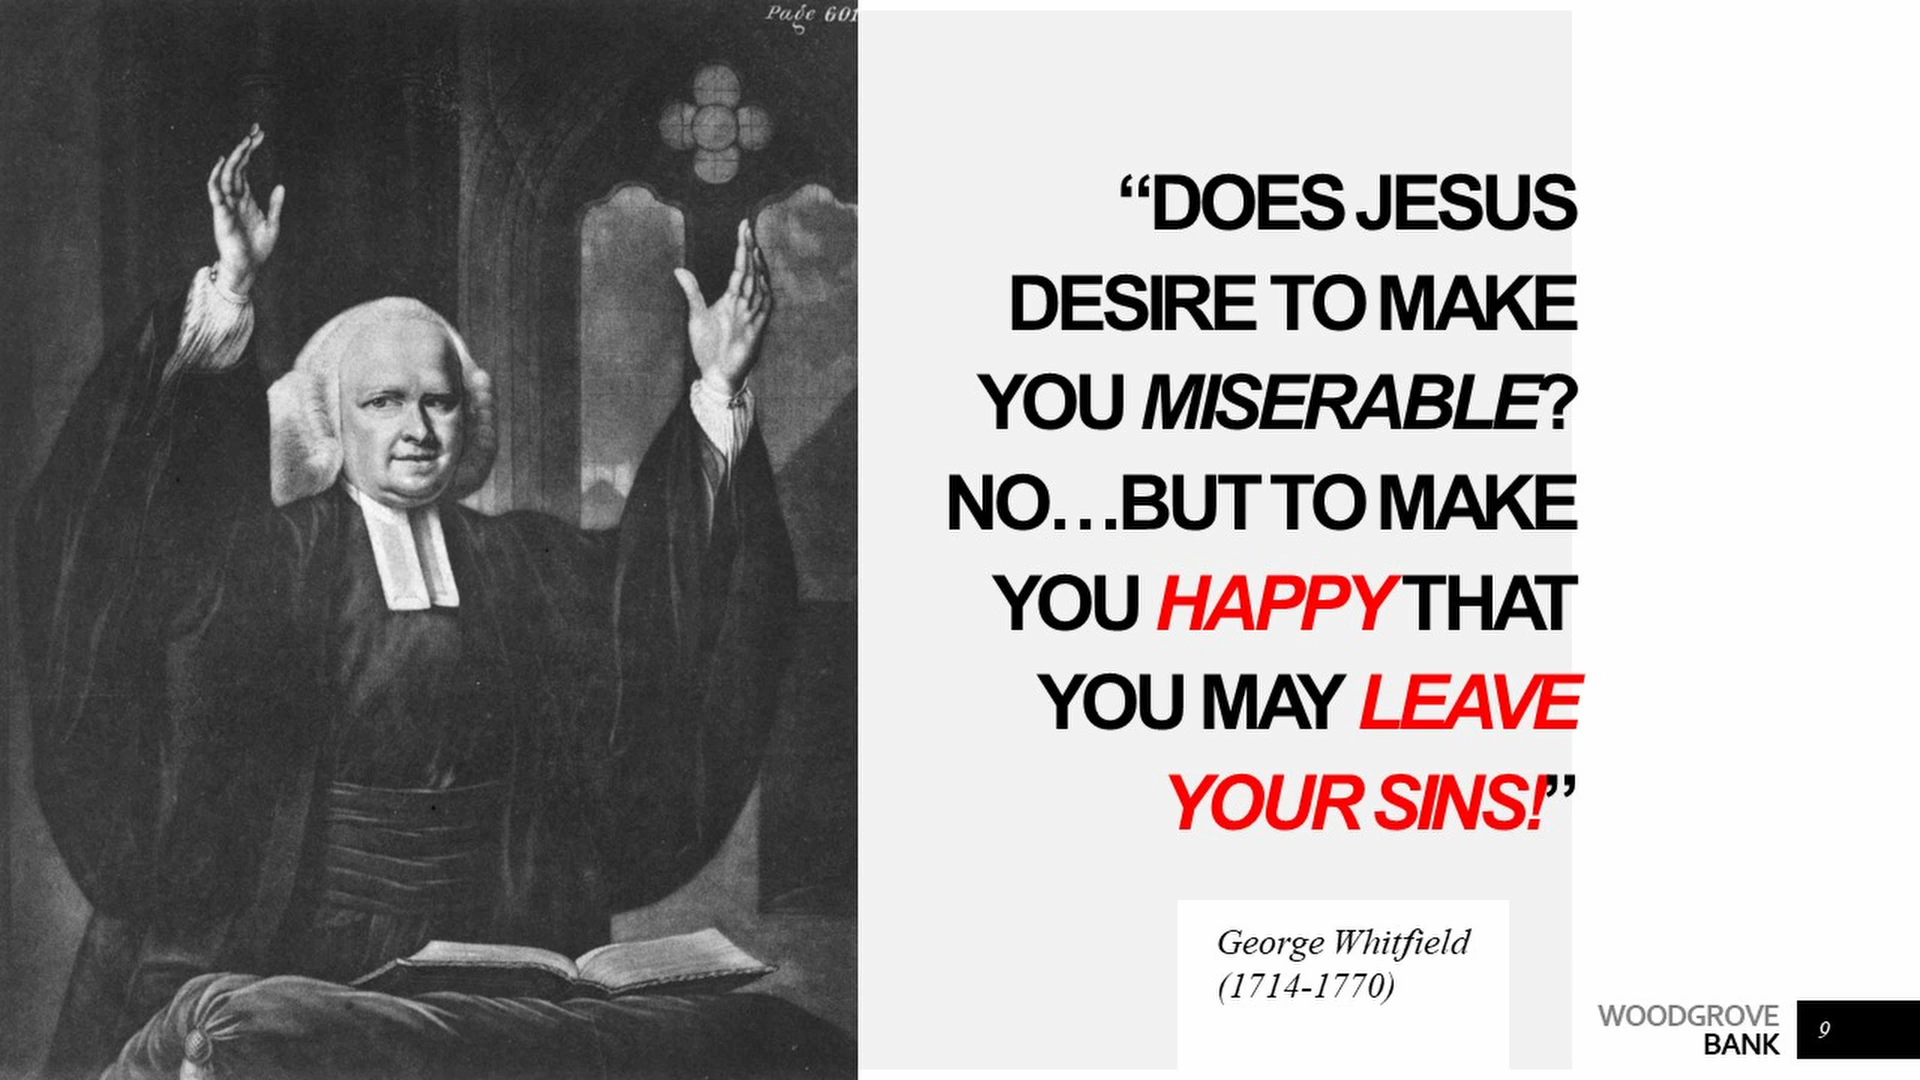 Page 601
“DOES JESUS
DESIRE TO MAKE
YOU MISERABLE?
NO…BUT TO MAKE
YOU HAPPY THAT
YOU MAY LEAVE
YOUR SINS!”
George Whitfield
(1714-1770)
WOODGROVE
BANK
9